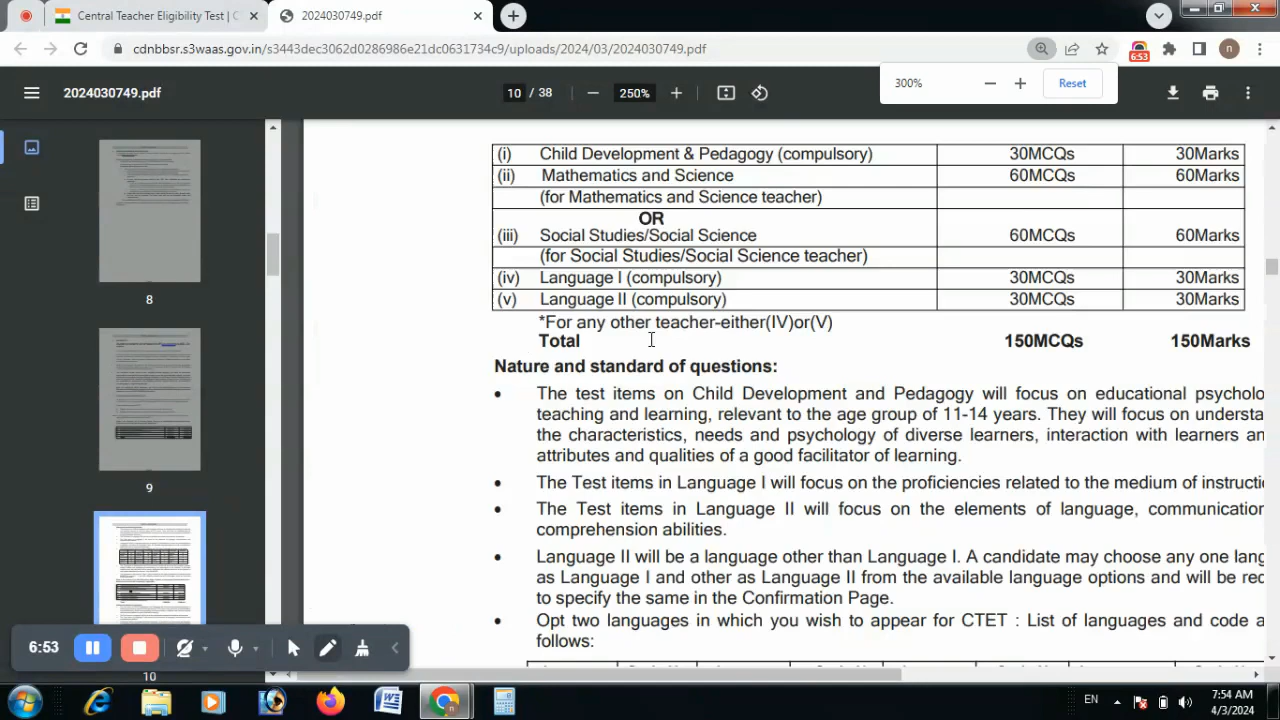 Central Teacher Eligibility Test | C
2024030749.pdf
cdnbbsr.s3waas.gov.in/s3443dec3062d0286986e21dc0631734c9/uploads/2024/03/2024030749.pdf
6:53
n
300%
Reset
2024030749.pdf
10 / 38
250%
8
9
10
(i) Child Development & Pedagogy (compulsory) 30MCQs 30Marks
(ii) Mathematics and Science 60MCQs 60Marks
(for Mathematics and Science teacher)
OR
(iii) Social Studies/Social Science 60MCQs 60Marks
(for Social Studies/Social Science teacher)
(iv) Language I (compulsory) 30MCQs 30Marks
(v) Language II (compulsory) 30MCQs 30Marks
*For any other teacher-either(IV)or(V)
Total 150MCQs 150Marks
Nature and standard of questions:
• The test items on Child Development and Pedagogy will focus on educational psycholo
teaching and learning, relevant to the age group of 11-14 years. They will focus on understa
the characteristics, needs and psychology of diverse learners, interaction with learners an
attributes and qualities of a good facilitator of learning.
• The Test items in Language I will focus on the proficiencies related to the medium of instructi
• The Test items in Language II will focus on the elements of language, communication
comprehension abilities.
• Language II will be a language other than Language I. A candidate may choose any one lang
as Language I and other as Language II from the available language options and will be req
to specify the same in the Confirmation Page.
• Opt two languages in which you wish to appear for CTET : List of languages and code a
follows:
6:53
EN
7:54 AM
4/3/2024